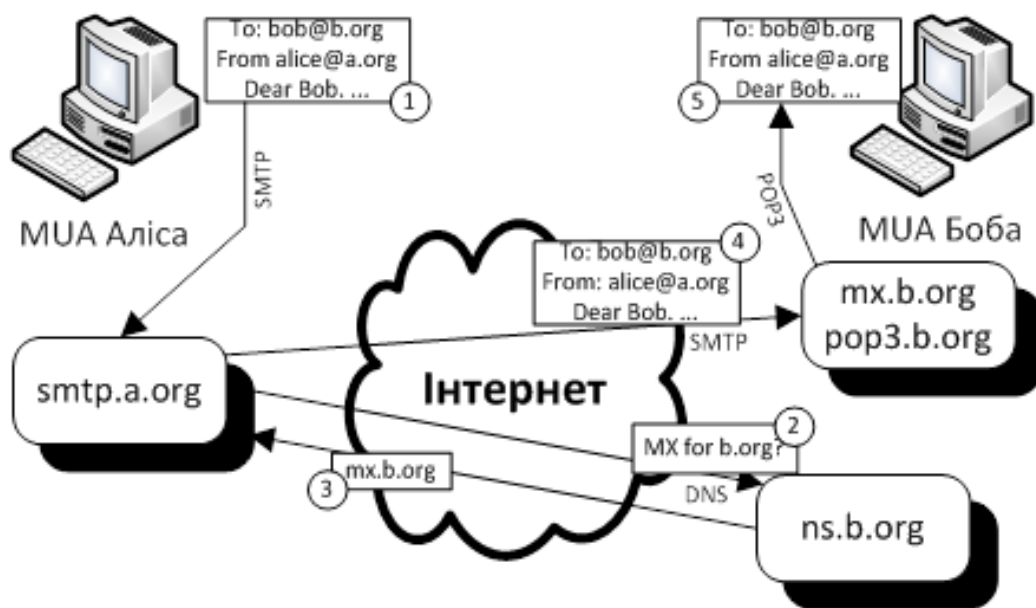 To: bob@b.org
From alice@a.org
Dear Bob. ...
1
SMTP
MUA Аліса
To: bob@b.org
From alice@a.org
Dear Bob. ...
5
POP3
MUA Боба
To: bob@b.org
From: alice@a.org
Dear Bob. ...
4
SMTP
mx.b.org
pop3.b.org
smtp.a.org
Інтернет
MX for b.org?
2
DNS
mx.b.org
3
ns.b.org